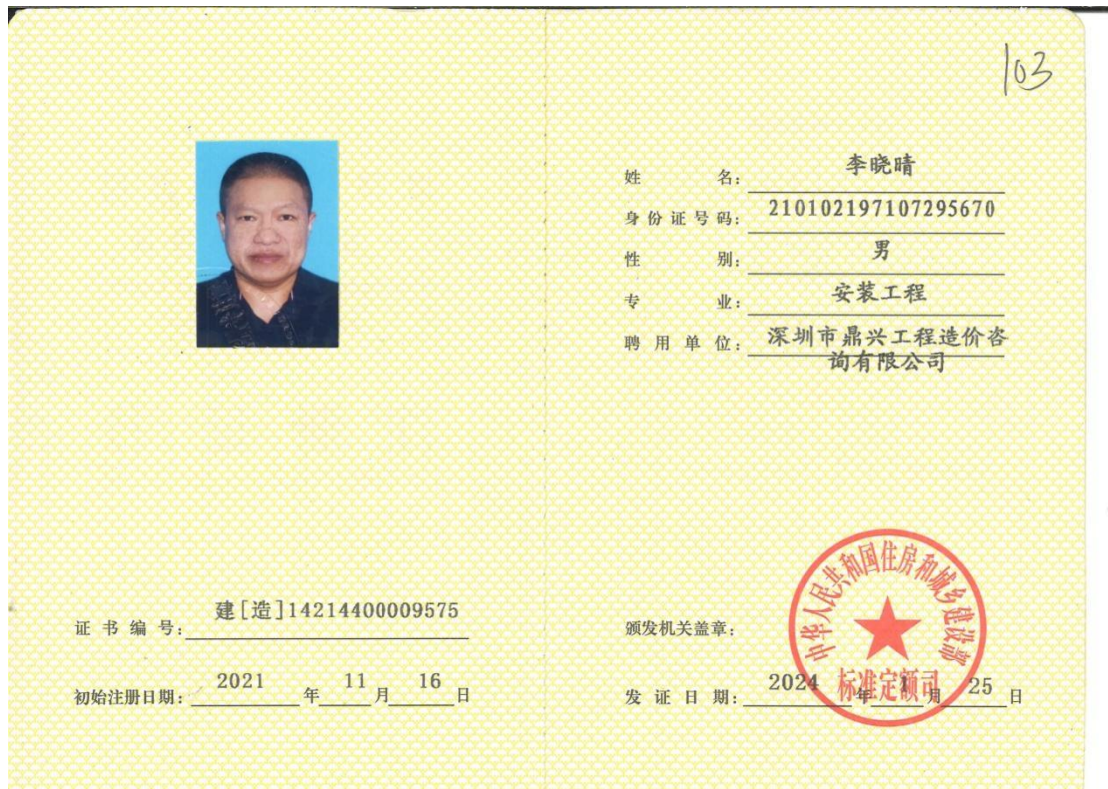 103
姓 名: 李晓晴
身份证号码: 210102197107295670
性 别: 男
专 业: 安装工程
聘用单位: 深圳市鼎兴工程造价咨
询有限公司
证书编号: 建[造]14214400009575
初始注册日期: 2021年11月16日
颁发机关盖章:
中华人民共和国住房和城乡建设部
标准定额司
发证日期: 2024年1月25日